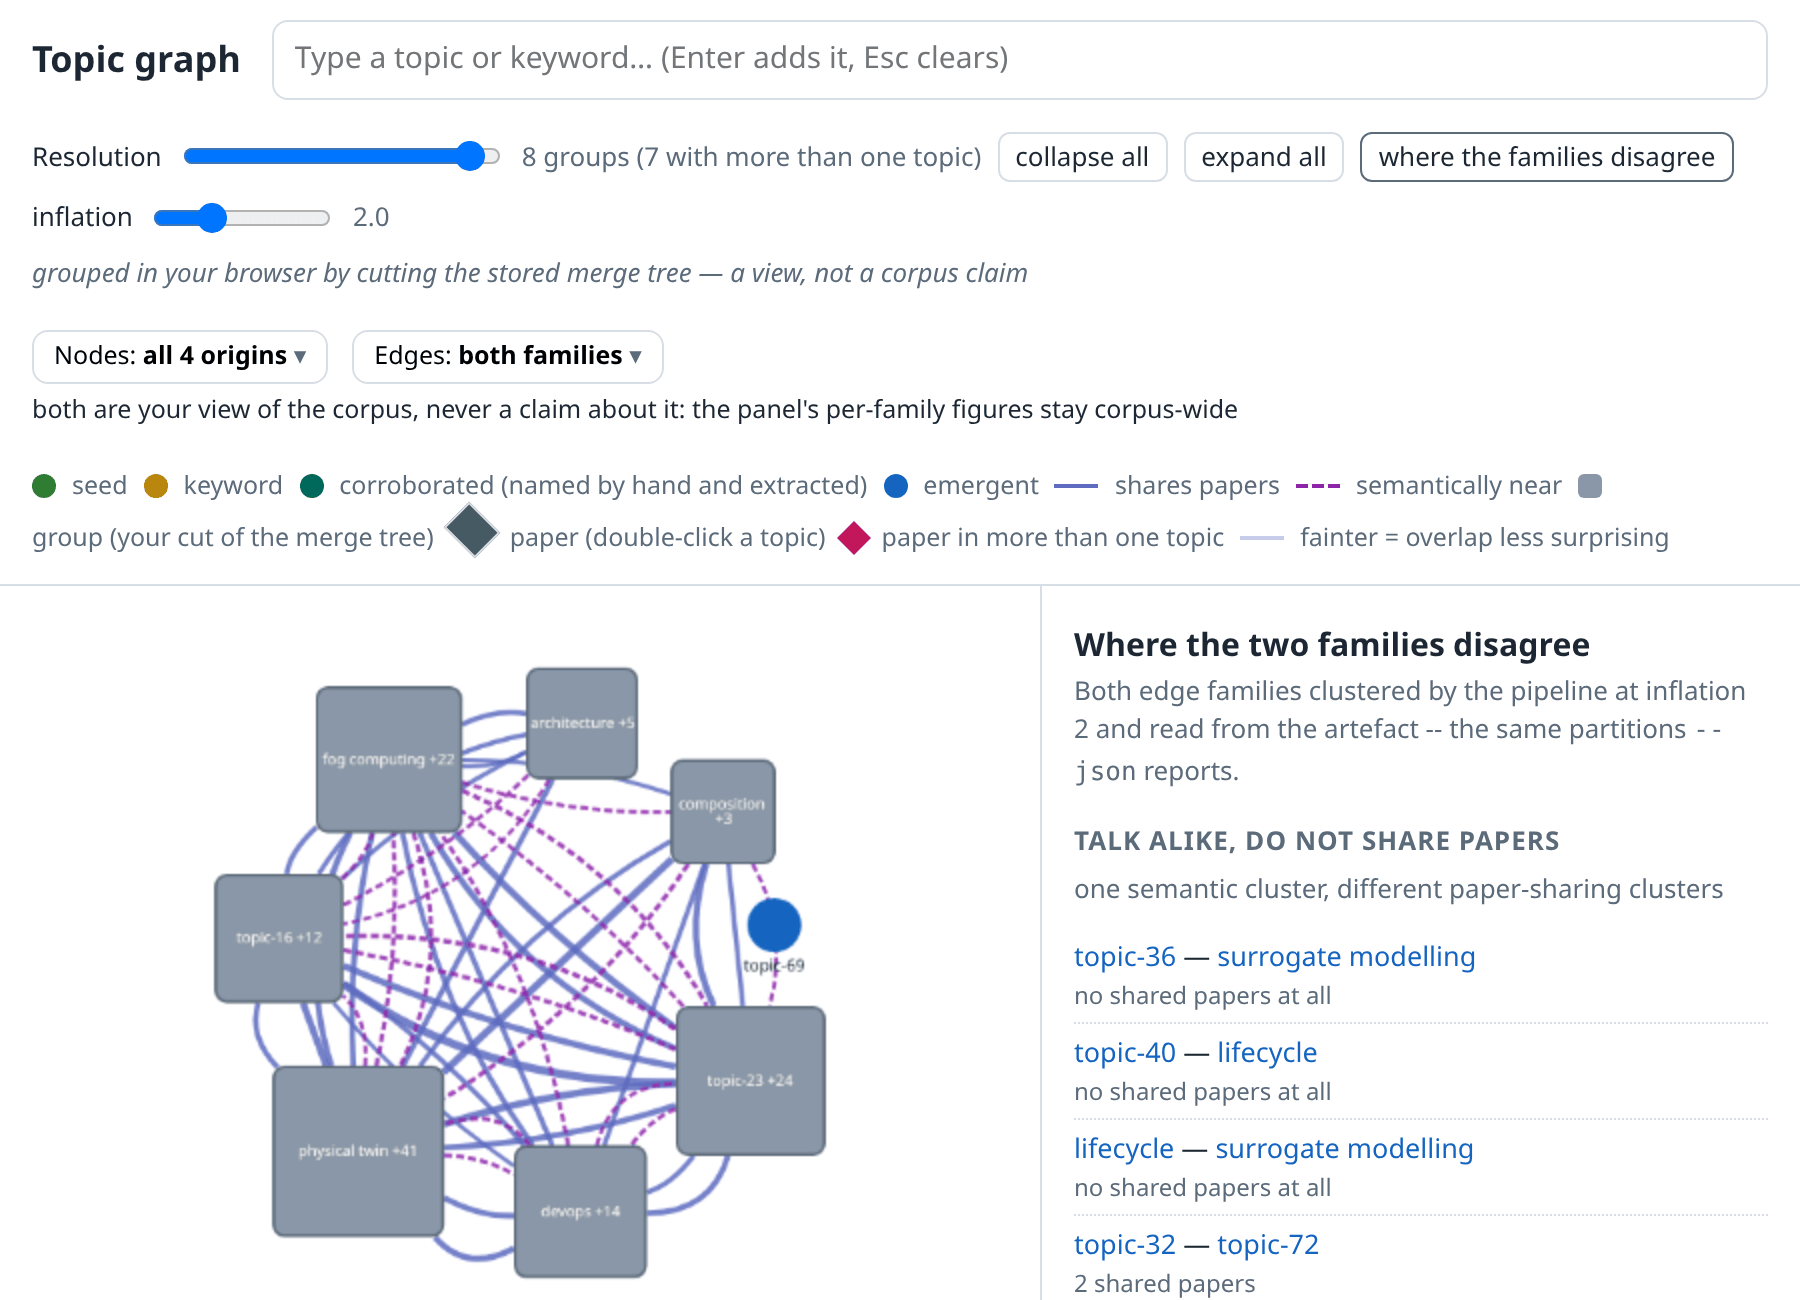 Topic graph
Type a topic or keyword... (Enter adds it, Esc clears)
Resolution
8 groups (7 with more than one topic)
collapse all
expand all
where the families disagree
inflation
2.0
grouped in your browser by cutting the stored merge tree — a view, not a corpus claim
Nodes: all 4 origins ▾
Edges: both families ▾
both are your view of the corpus, never a claim about it: the panel's per-family figures stay corpus-wide
seed
keyword
corroborated (named by hand and extracted)
emergent
shares papers
semantically near
group (your cut of the merge tree)
paper (double-click a topic)
paper in more than one topic
fainter = overlap less surprising
architecture +5
fog computing +22
composition
+3
topic-16 +12
topic-69
topic-23 +24
physical twin +41
devops +14
Where the two families disagree
Both edge families clustered by the pipeline at inflation
2 and read from the artefact -- the same partitions --
json reports.
TALK ALIKE, DO NOT SHARE PAPERS
one semantic cluster, different paper-sharing clusters
topic-36 — surrogate modelling
no shared papers at all
topic-40 — lifecycle
no shared papers at all
lifecycle — surrogate modelling
no shared papers at all
topic-32 — topic-72
2 shared papers